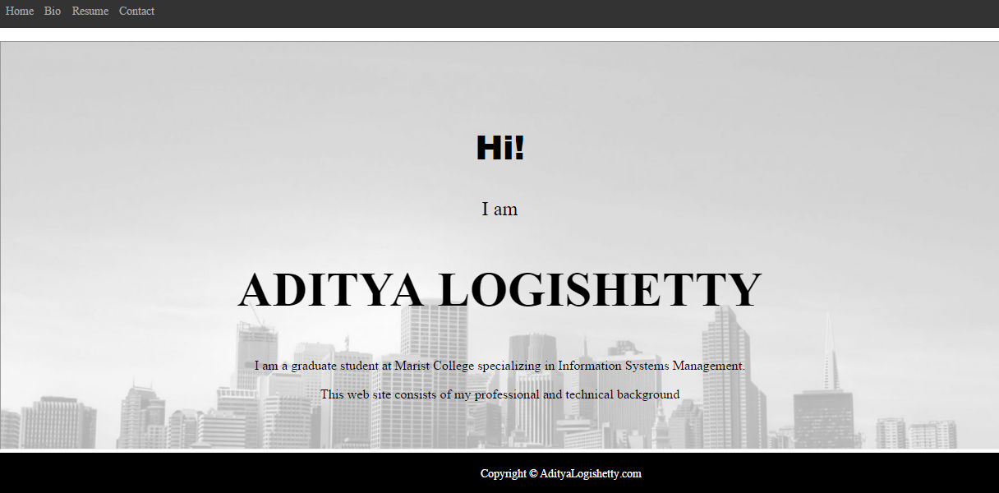 Home Bio Resume Contact
Hi!
I am
ADITYA LOGISHETTY
I am a graduate student at Marist College specializing in Information Systems Management.
This web site consists of my professional and technical background
Copyright © AdityaLogishetty.com